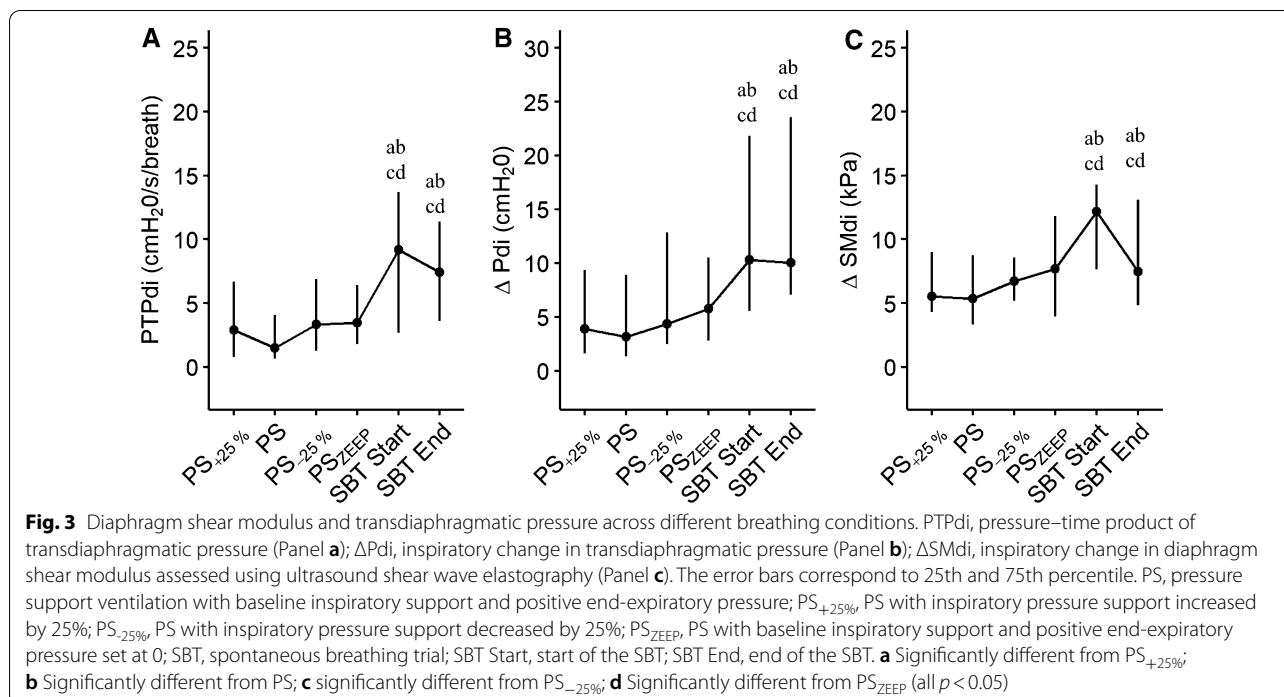 A
25
20
15
10
5
0
PTPdi (cmH₂0/s/breath)
ab
cd
ab
cd
PS+25 %
PS
PS-25 %
PSZEEP
SBT Start
SBT End
B
30
25
20
15
10
5
0
Δ Pdi (cmH₂0)
ab
cd
ab
cd
PS+25 %
PS
PS-25 %
PSZEEP
SBT Start
SBT End
C
25
20
15
10
5
0
Δ SMdi (kPa)
ab
cd
ab
cd
PS+25 %
PS
PS-25 %
PSZEEP
SBT Start
SBT End
Fig. 3 Diaphragm shear modulus and transdiaphragmatic pressure across different breathing conditions. PTPdi, pressure–time product of
transdiaphragmatic pressure (Panel a); ΔPdi, inspiratory change in transdiaphragmatic pressure (Panel b); ΔSMdi, inspiratory change in diaphragm
shear modulus assessed using ultrasound shear wave elastography (Panel c). The error bars correspond to 25th and 75th percentile. PS, pressure
support ventilation with baseline inspiratory support and positive end-expiratory pressure; PS+25%, PS with inspiratory pressure support increased
by 25%; PS-25%, PS with inspiratory pressure support decreased by 25%; PSZEEP, PS with baseline inspiratory support and positive end-expiratory
pressure set at 0; SBT, spontaneous breathing trial; SBT Start, start of the SBT; SBT End, end of the SBT. a Significantly different from PS+25%;
b Significantly different from PS; c significantly different from PS−25%; d Significantly different from PSZEEP (all p < 0.05)